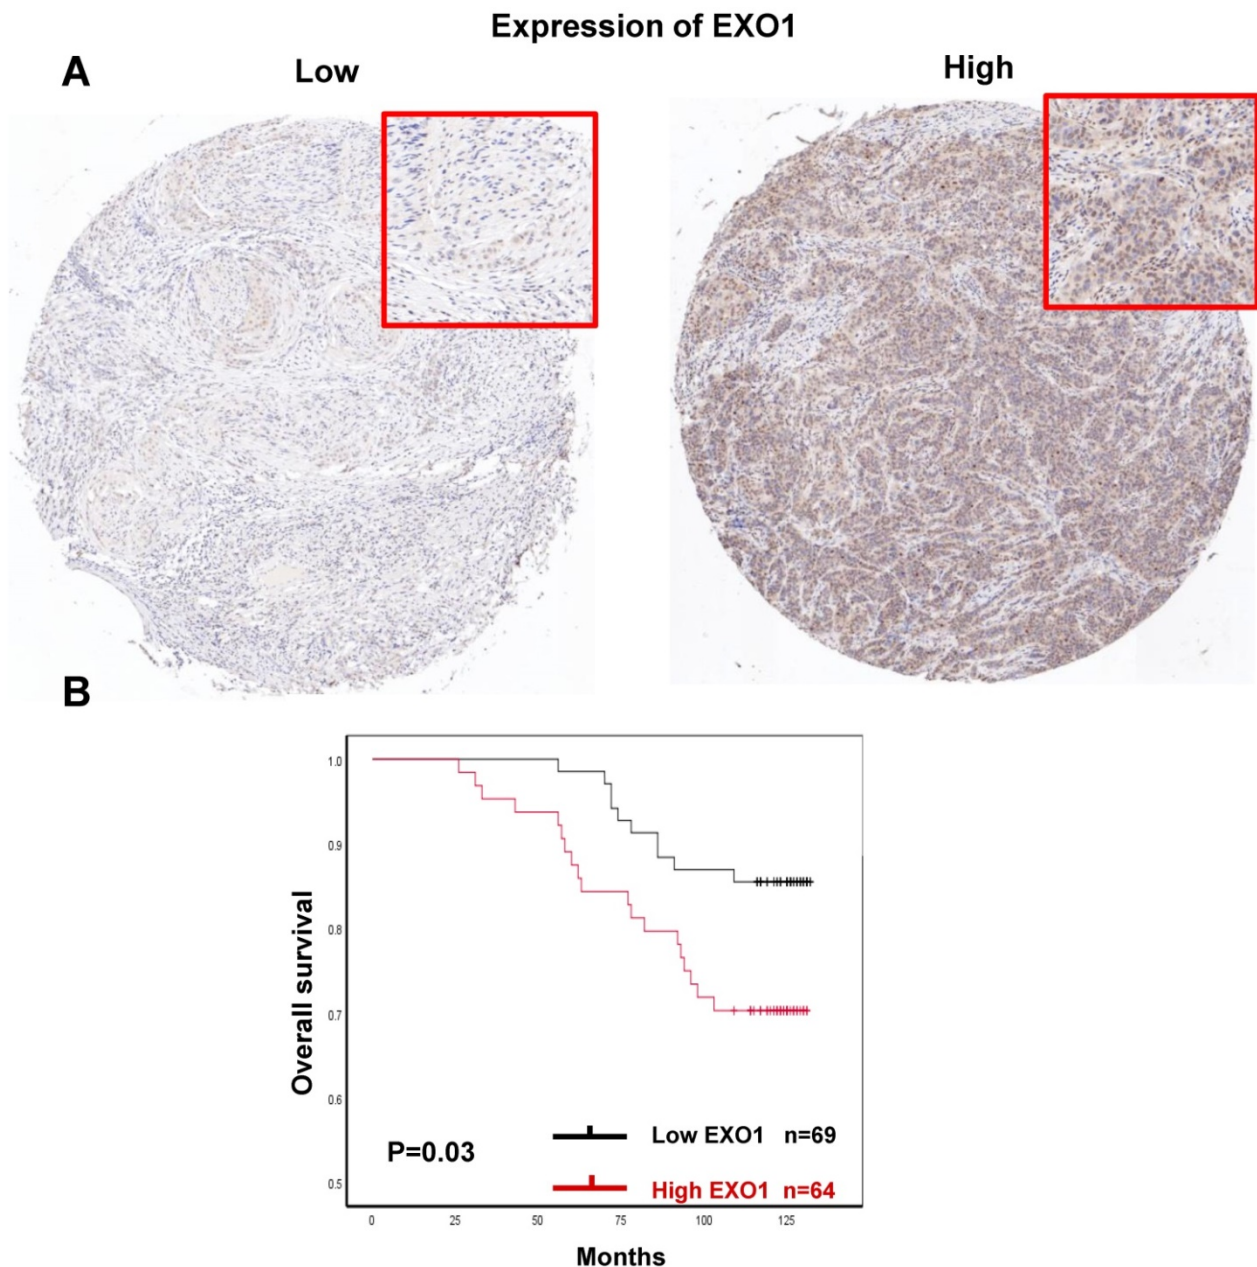 Expression of EXO1
A
Low
High
B
1.0
0.9
0.8
0.7
0.6
0.5
Overall survival
P=0.03
Low EXO1 n=69
High EXO1 n=64
0 25 50 75 100 125
Months